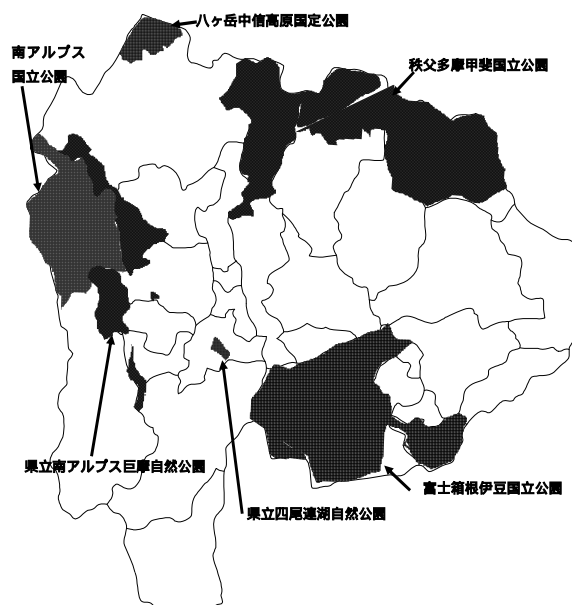 八ヶ岳中信高原国定公園
南アルプス
国立公園
秩父多摩甲斐国立公園
県立南アルプス巨摩自然公園
富士箱根伊豆国立公園
県立四尾連湖自然公園